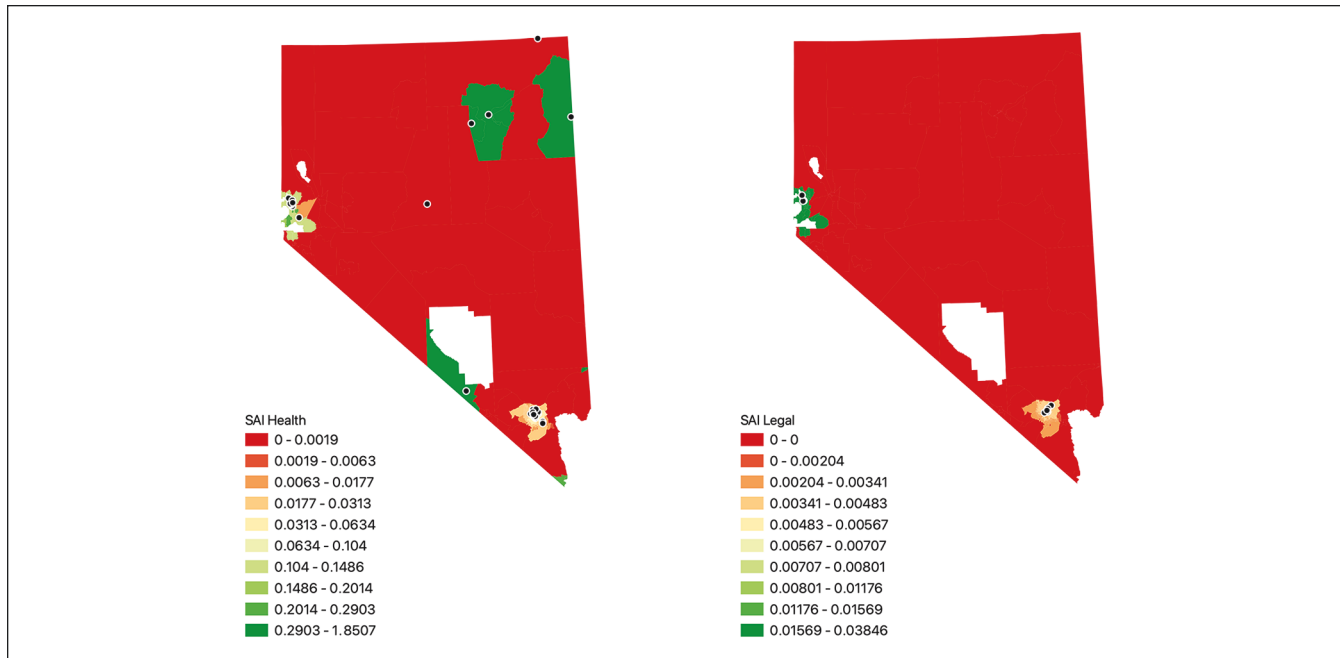 SAI Health
0 - 0.0019
0.0019 - 0.0063
0.0063 - 0.0177
0.0177 - 0.0313
0.0313 - 0.0634
0.0634 - 0.104
0.104 - 0.1486
0.1486 - 0.2014
0.2014 - 0.2903
0.2903 - 1.8507
SAI Legal
0 - 0
0 - 0.00204
0.00204 - 0.00341
0.00341 - 0.00483
0.00483 - 0.00567
0.00567 - 0.00707
0.00707 - 0.00801
0.00801 - 0.01176
0.01176 - 0.01569
0.01569 - 0.03846